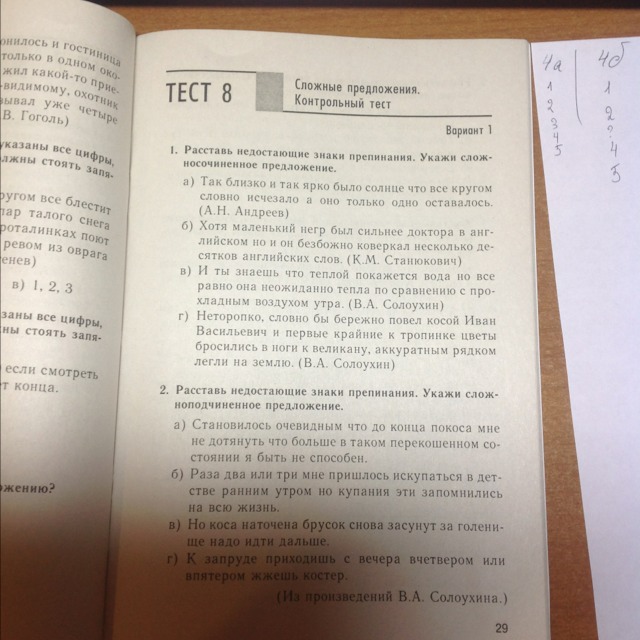 онилось и гостиница
только в одном око-
жил какой-то прие-
-видимому, охотник
зывал уже четыре
В. Гоголь)
указаны все цифры,
олжны стоять запя-
ругом все блестит
пар талого снега
роталинках поют
ревом из оврага
генев)
в) 1, 2, 3
заны все цифры,
жны стоять запя-
если смотреть
ет конца.
ожению?
ТЕСТ 8
Сложные предложения.
Контрольный тест
Вариант 1
1. Расставь недостающие знаки препинания. Укажи слож-
носочиненное предложение.
а) Так близко и так ярко было солнце что все кругом
словно исчезало а оно только одно оставалось.
(А.Н. Андреев)
б) Хотя маленький негр был сильнее доктора в анг-
лийском но и он безбожно коверкал несколько де-
сятков английских слов. (К.М. Станюкович)
в) И ты знаешь что теплой покажется вода но все
равно она неожиданно тепла по сравнению с про-
хладным воздухом утра. (В.А. Солоухин)
г) Неторопко, словно бы бережно повел косой Иван
Васильевич и первые крайние к тропинке цветы
бросились в ноги к великану, аккуратным рядком
легли на землю. (В.А. Солоухин)
2. Расставь недостающие знаки препинания. Укажи слож-
ноподчиненное предложение.
а) Становилось очевидным что до конца покоса мне
не дотянуть что больше в таком перекошенном со-
стоянии я быть не способен.
б) Раза два или три мне пришлось искупаться в дет-
стве ранним утром но купания эти запомнились
на всю жизнь.
в) Но коса наточена брусок снова засунут за голени-
ще надо идти дальше.
г) К запруде приходишь с вечера вчетвером или
впятером жжешь костер.
(Из произведений В.А. Солоухина.)
29
4а
1
2
3
4
5
4б
1
2
?
4
5